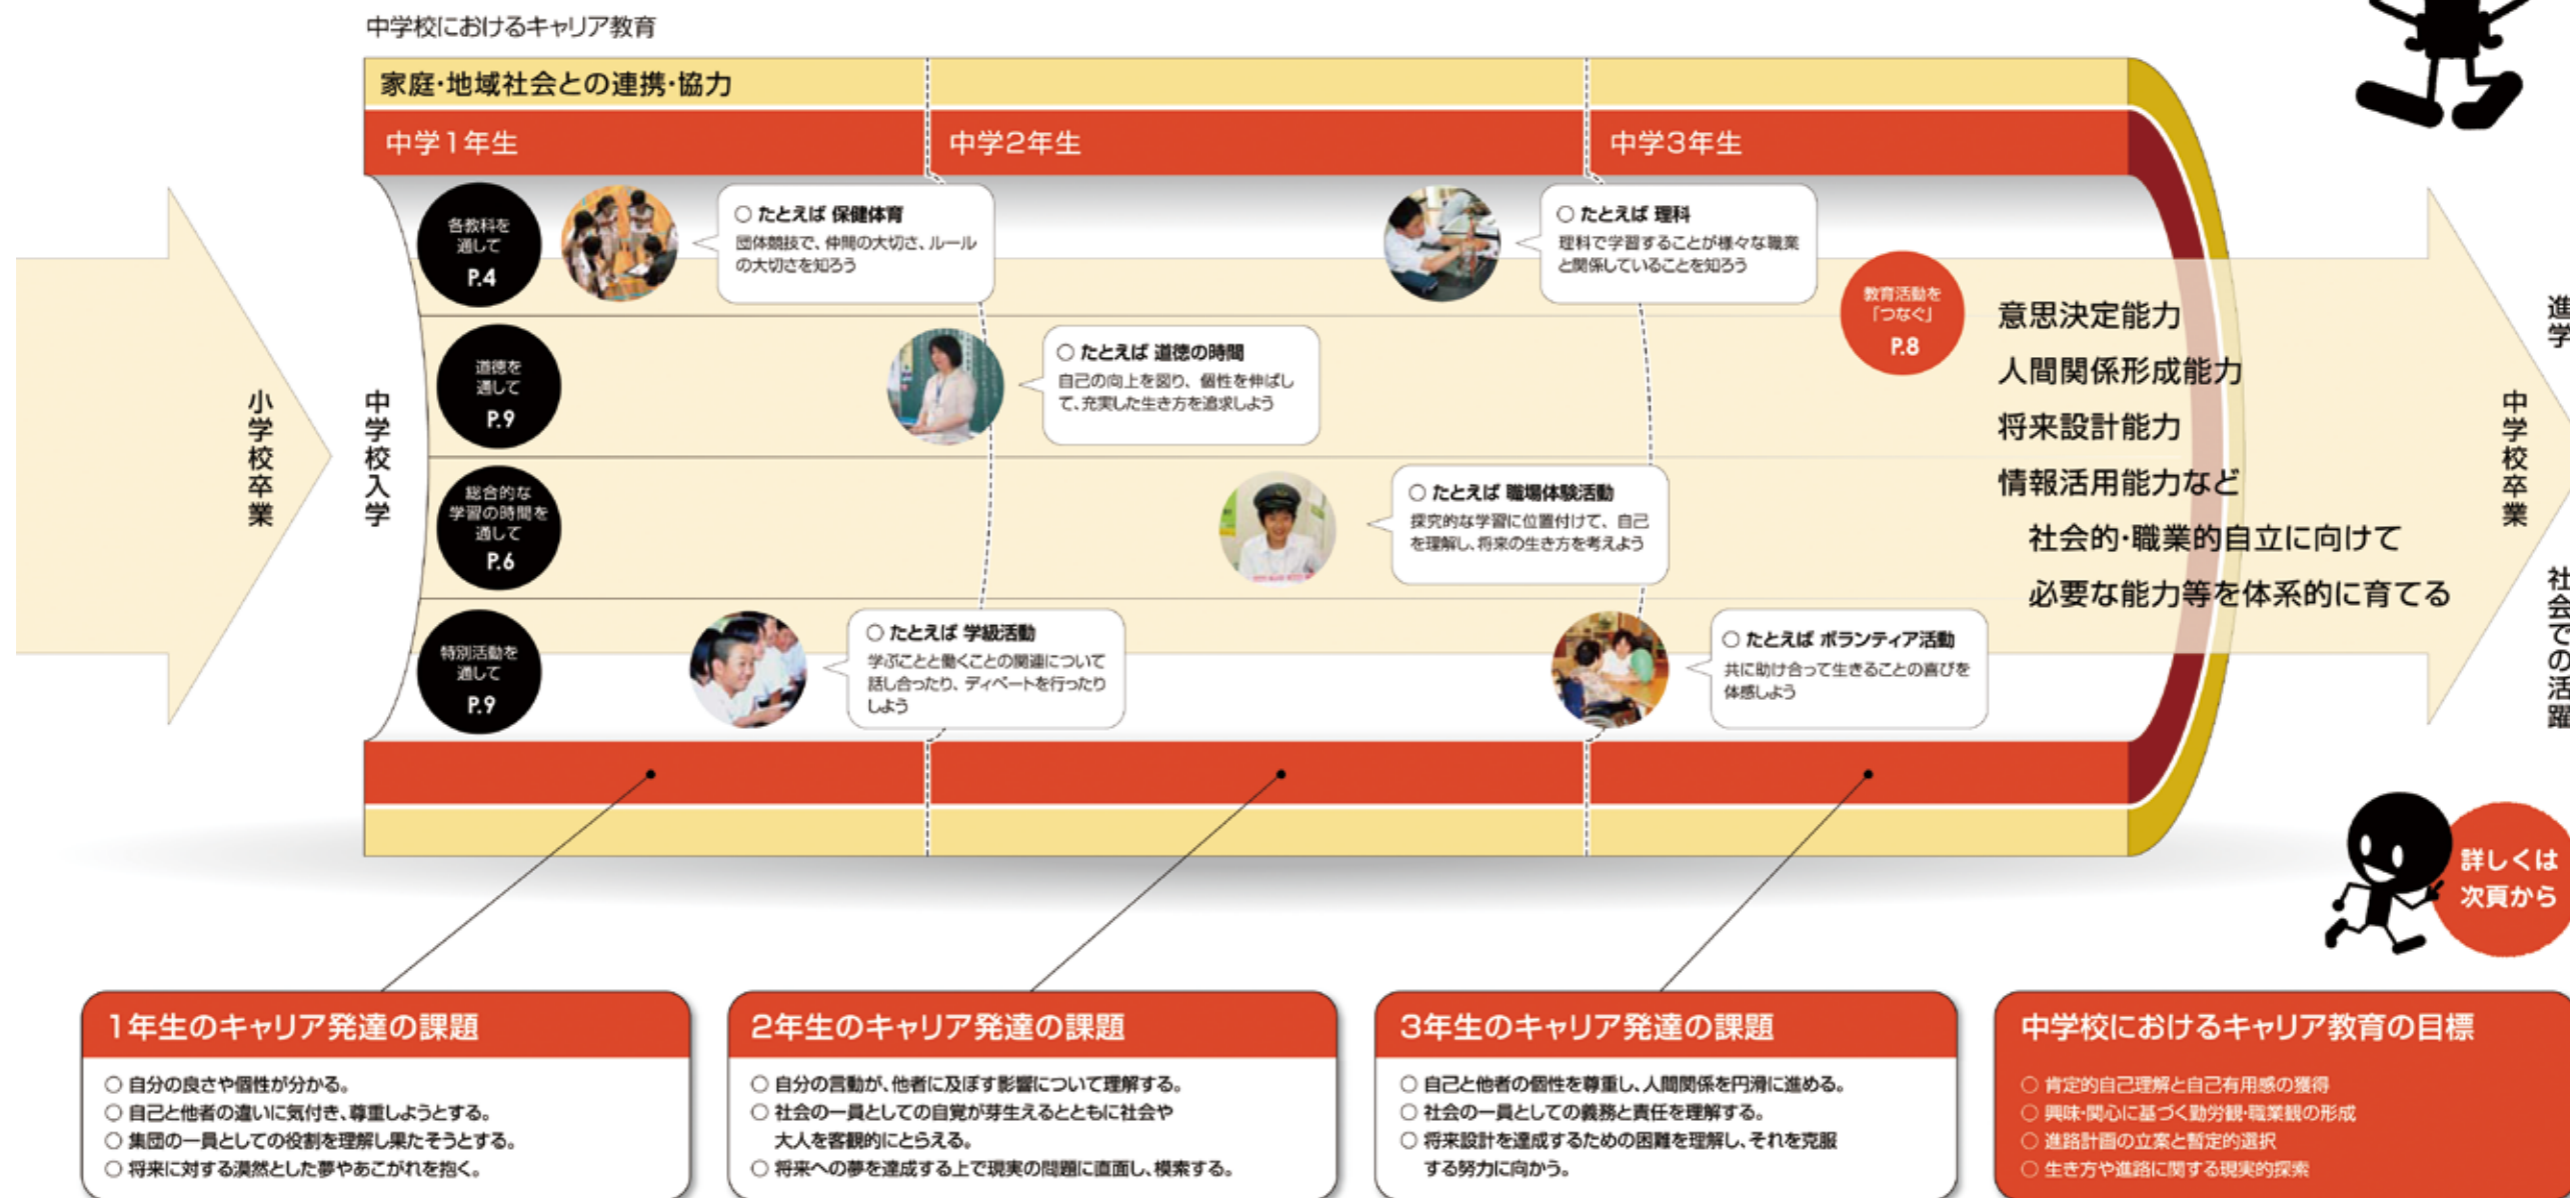 中学校におけるキャリア教育
家庭・地域社会との連携・協力
中学1年生
中学2年生
中学3年生
小学校卒業
中学校入学
各教科を
通して
P.4
○ たとえば 保健体育
団体競技で、仲間の大切さ、ルール
の大切さを知ろう
○ たとえば 理科
理科で学習することが様々な職業
と関係していることを知ろう
道徳を
通して
P.9
○ たとえば 道徳の時間
自己の向上を図り、個性を伸ばし
て、充実した生き方を追求しよう
総合的な
学習の時間を
通して
P.6
○ たとえば 職場体験活動
探究的な学習に位置付けて、自己
を理解し、将来の生き方を考えよう
特別活動を
通して
P.9
○ たとえば 学級活動
学ぶことと働くことの関連について
話し合ったり、ディベートを行ったり
しよう
○ たとえば ボランティア活動
共に助け合って生きることの喜びを
体感しよう
教育活動を
「つなぐ」
P.8
意思決定能力
人間関係形成能力
将来設計能力
情報活用能力など
社会的・職業的自立に向けて
必要な能力等を体系的に育てる
中学校卒業
進学
社会での活躍
詳しくは
次頁から
1年生のキャリア発達の課題
○ 自分の良さや個性が分かる。
○ 自己と他者の違いに気付き、尊重しようとする。
○ 集団の一員としての役割を理解し果たそうとする。
○ 将来に対する漠然とした夢やあこがれを抱く。
2年生のキャリア発達の課題
○ 自分の言動が、他者に及ぼす影響について理解する。
○ 社会の一員としての自覚が芽生えるとともに社会や
大人を客観的にとらえる。
○ 将来への夢を達成する上で現実の問題に直面し、模索する。
3年生のキャリア発達の課題
○ 自己と他者の個性を尊重し、人間関係を円滑に進める。
○ 社会の一員としての義務と責任を理解する。
○ 将来設計を達成するための困難を理解し、それを克服
する努力に向かう。
中学校におけるキャリア教育の目標
○ 肯定的自己理解と自己有用感の獲得
○ 興味・関心に基づく勤労観・職業観の形成
○ 進路計画の立案と暫定的選択
○ 生き方や進路に関する現実的探索